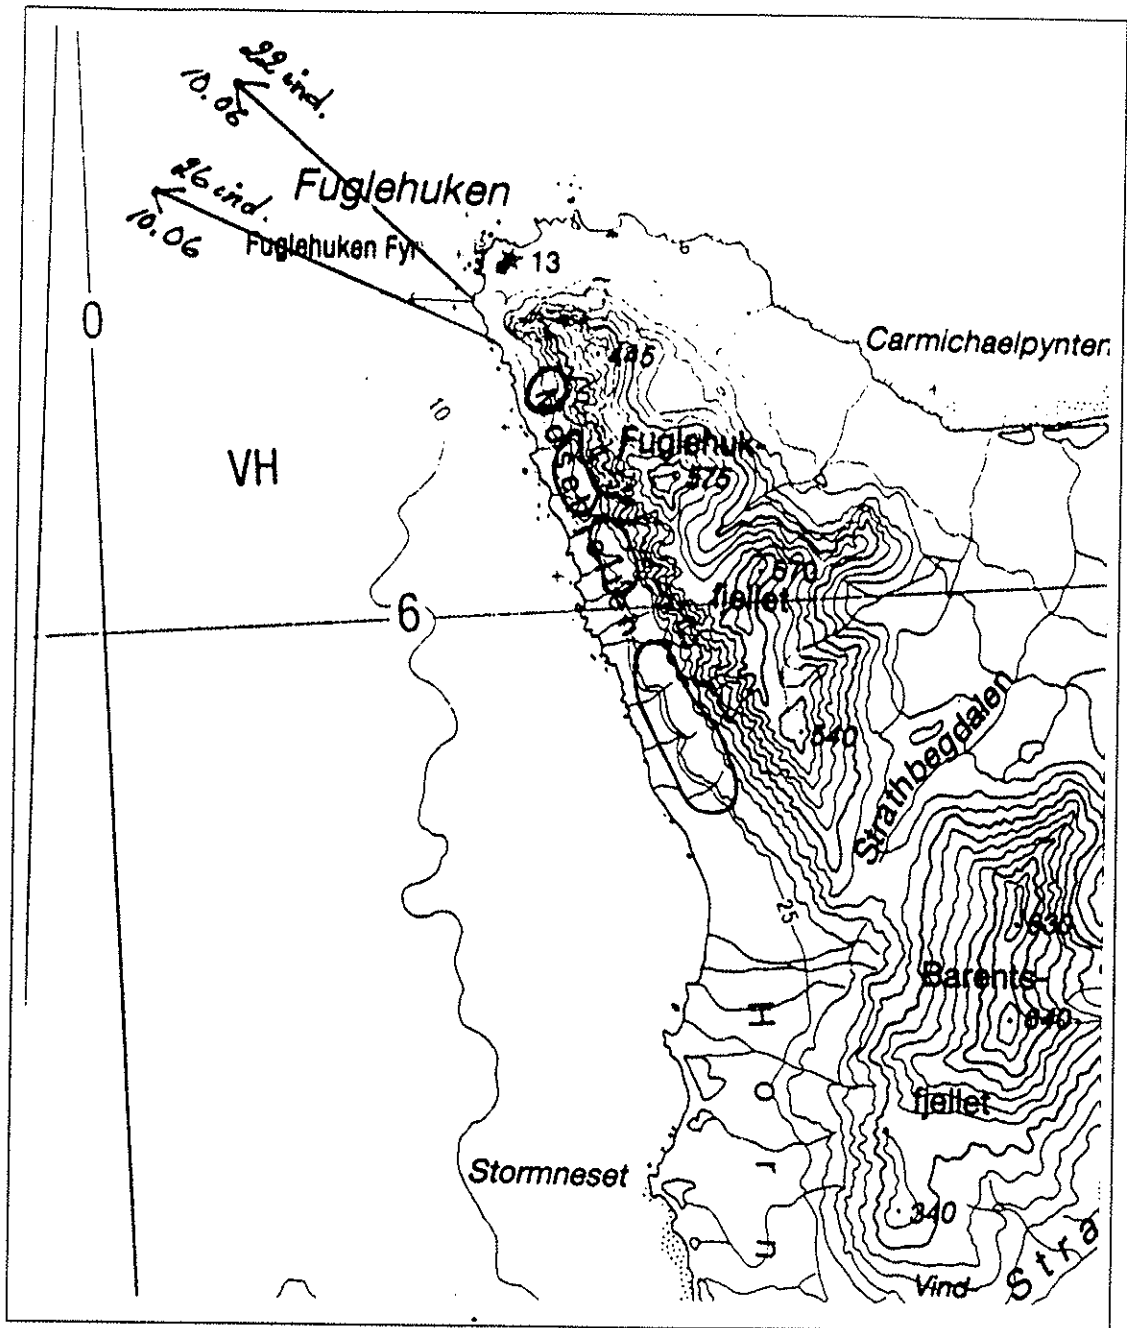 22 ind.
10.06
26 ind.
10.06
Fuglehuken
Fuglehuken Fyr
13
0
445
Carmichaelpynten
10
VH
Fuglehuk-
575
570
fjellet
6
540
Strathbegdalen
25
630
Barents-
640
fjellet
H o r n
Stormneset
340
Vind-
Stra